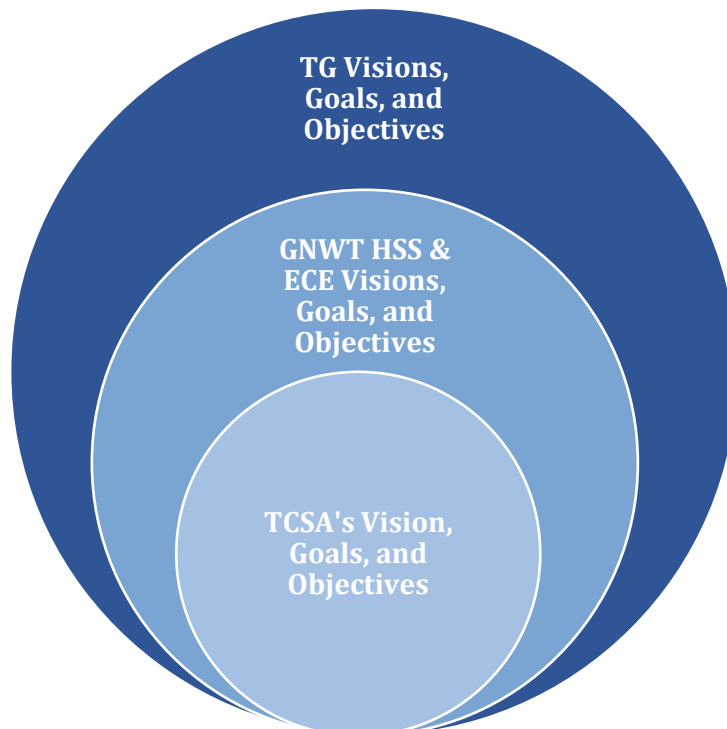 TG Visions,
Goals, and
Objectives
GNWT HSS &
ECE Visions,
Goals, and
Objectives
TCSA's Vision,
Goals, and
Objectives